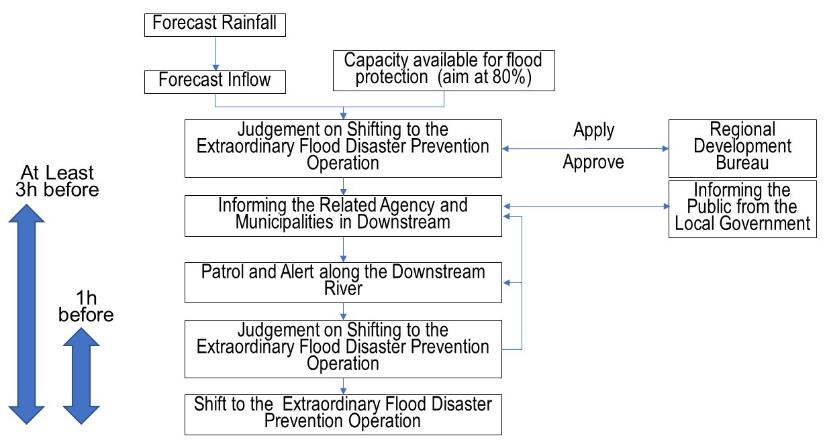 Forecast Rainfall
Forecast Inflow
Capacity available for flood
protection (aim at 80%)
Judgement on Shifting to the
Extraordinary Flood Disaster Prevention
Operation
Apply
Approve
Regional
Development
Bureau
At Least
3h before
Informing the Related Agency and
Municipalities in Downstream
Informing the
Public from the
Local Government
Patrol and Alert along the Downstream
River
1h
before
Judgement on Shifting to the
Extraordinary Flood Disaster Prevention
Operation
Shift to the Extraordinary Flood Disaster
Prevention Operation